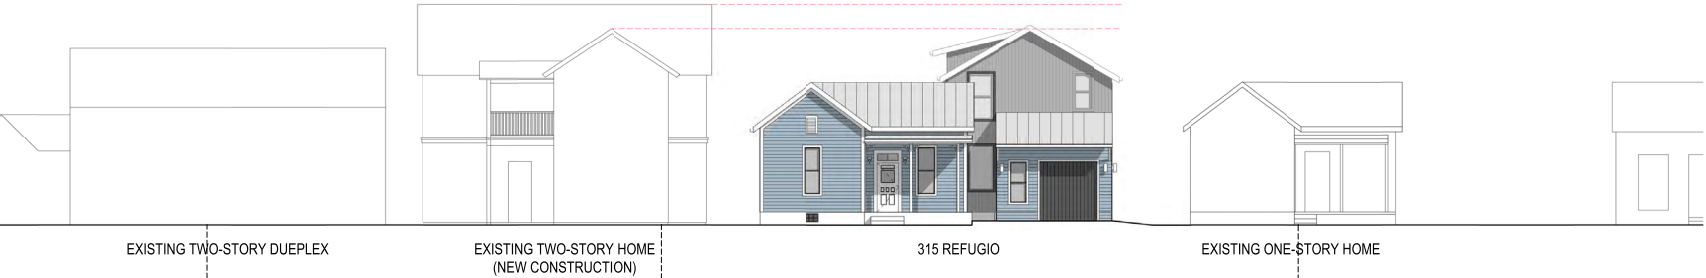 EXISTING TWO-STORY DUEPLEX
EXISTING TWO-STORY HOME
(NEW CONSTRUCTION)
315 REFUGIO
EXISTING ONE-STORY HOME